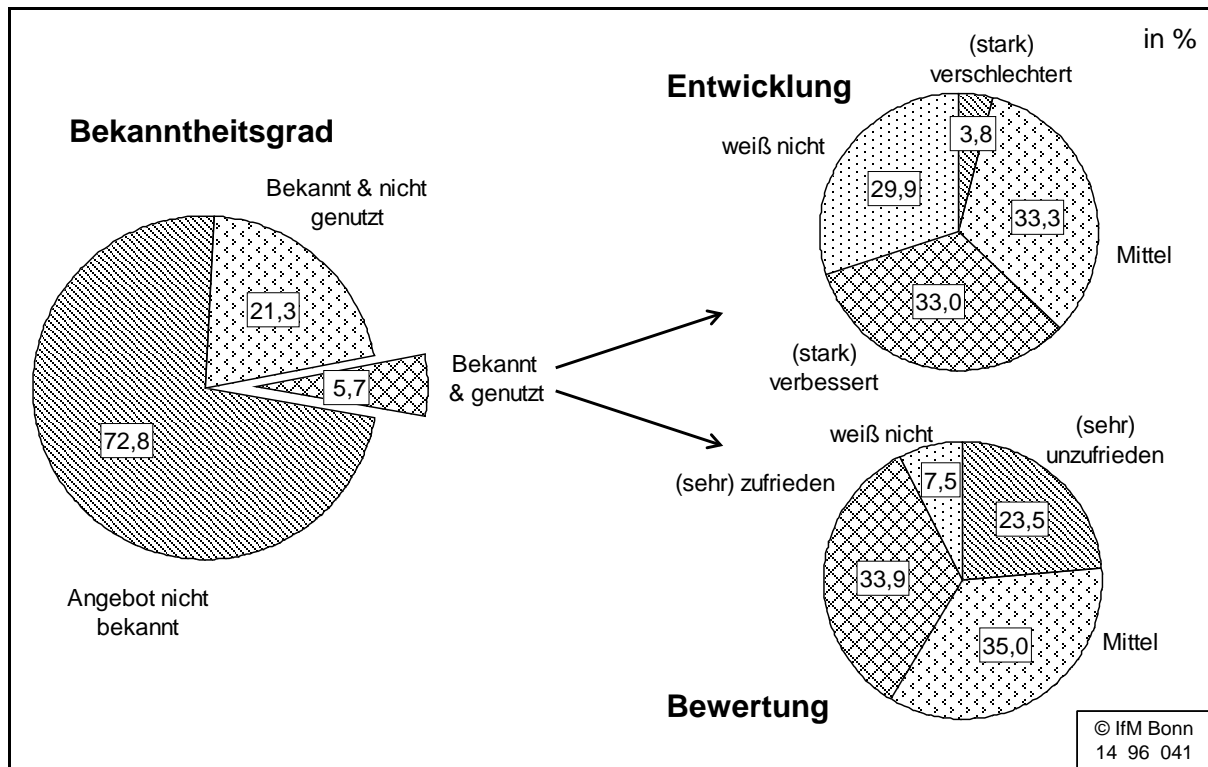 in %
Bekanntheitsgrad
Bekannt & nicht
genutzt
21,3
5,7
72,8
Bekannt
& genutzt
Angebot nicht
bekannt
Entwicklung
(stark)
verschlechtert
3,8
weiß nicht
29,9
33,3
Mittel
33,0
(stark)
verbessert
weiß nicht
7,5
(sehr)
unzufrieden
23,5
(sehr) zufrieden
33,9
35,0
Mittel
Bewertung
© IfM Bonn
14 96 041